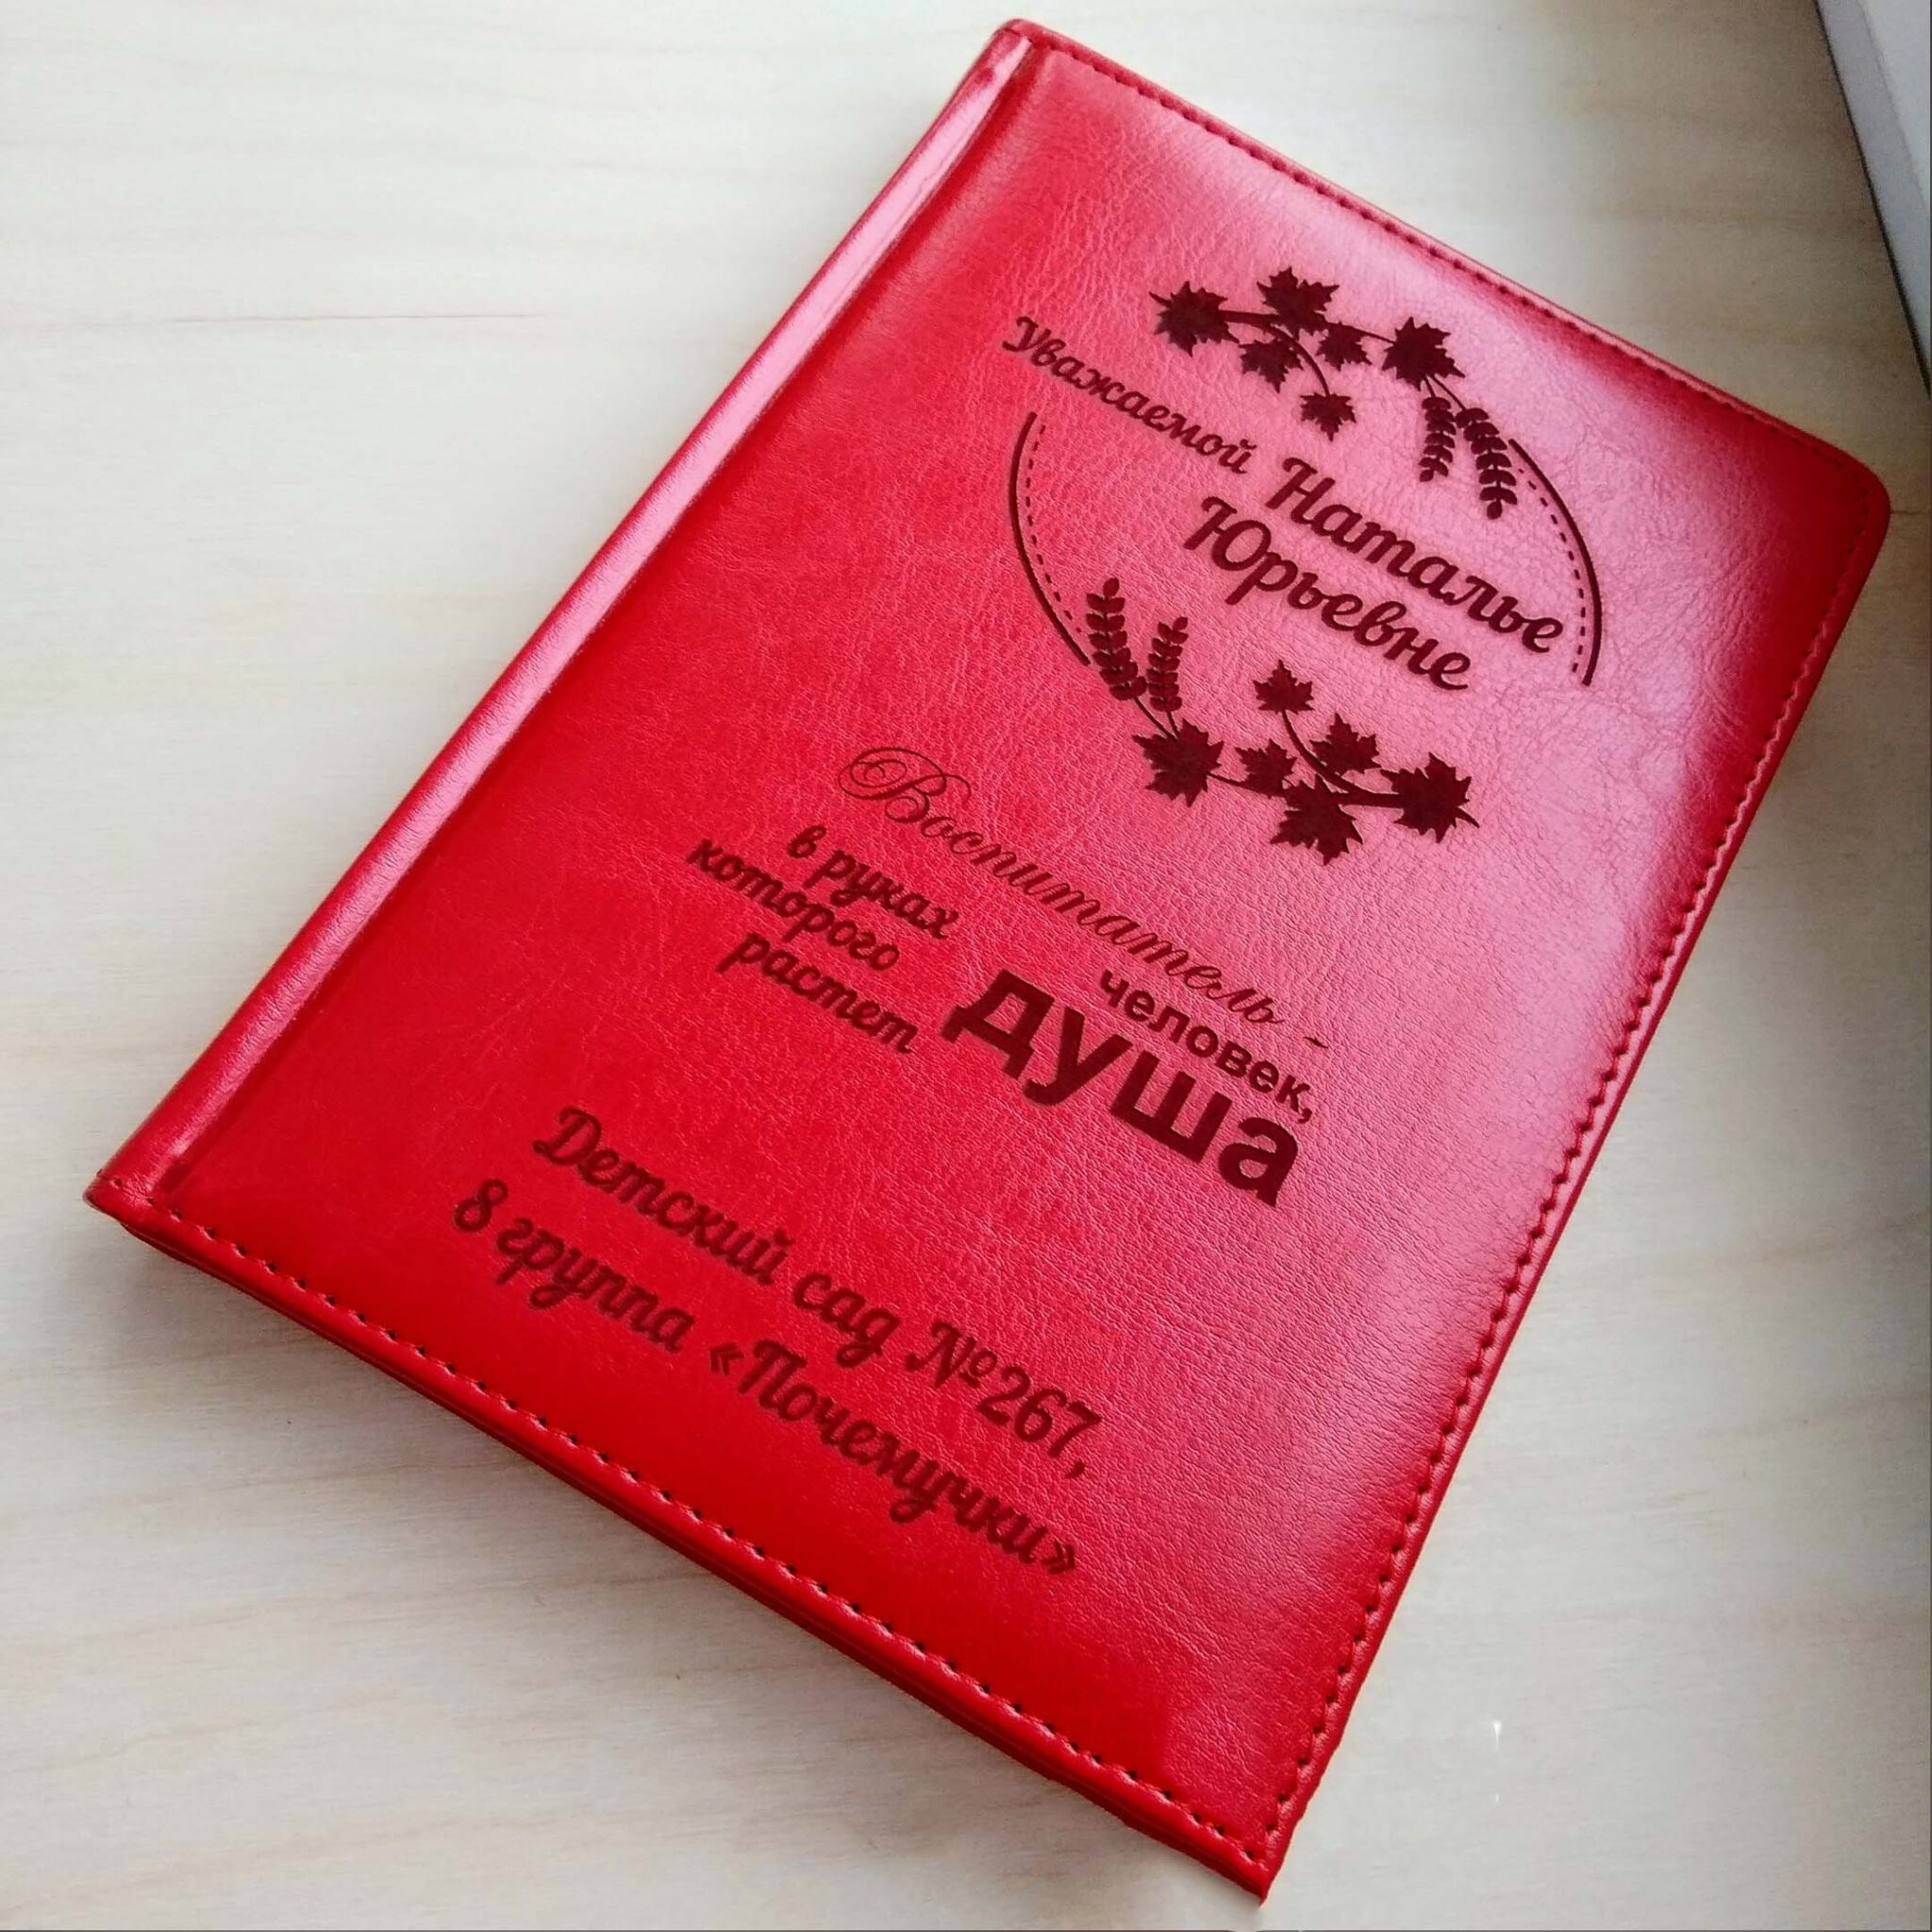 Уважаемой
Наталье
Юрьевне
Воспитатель -
человек,
в руках
которого
растет
душа
Детский сад №267,
8 группа «Почемучки»